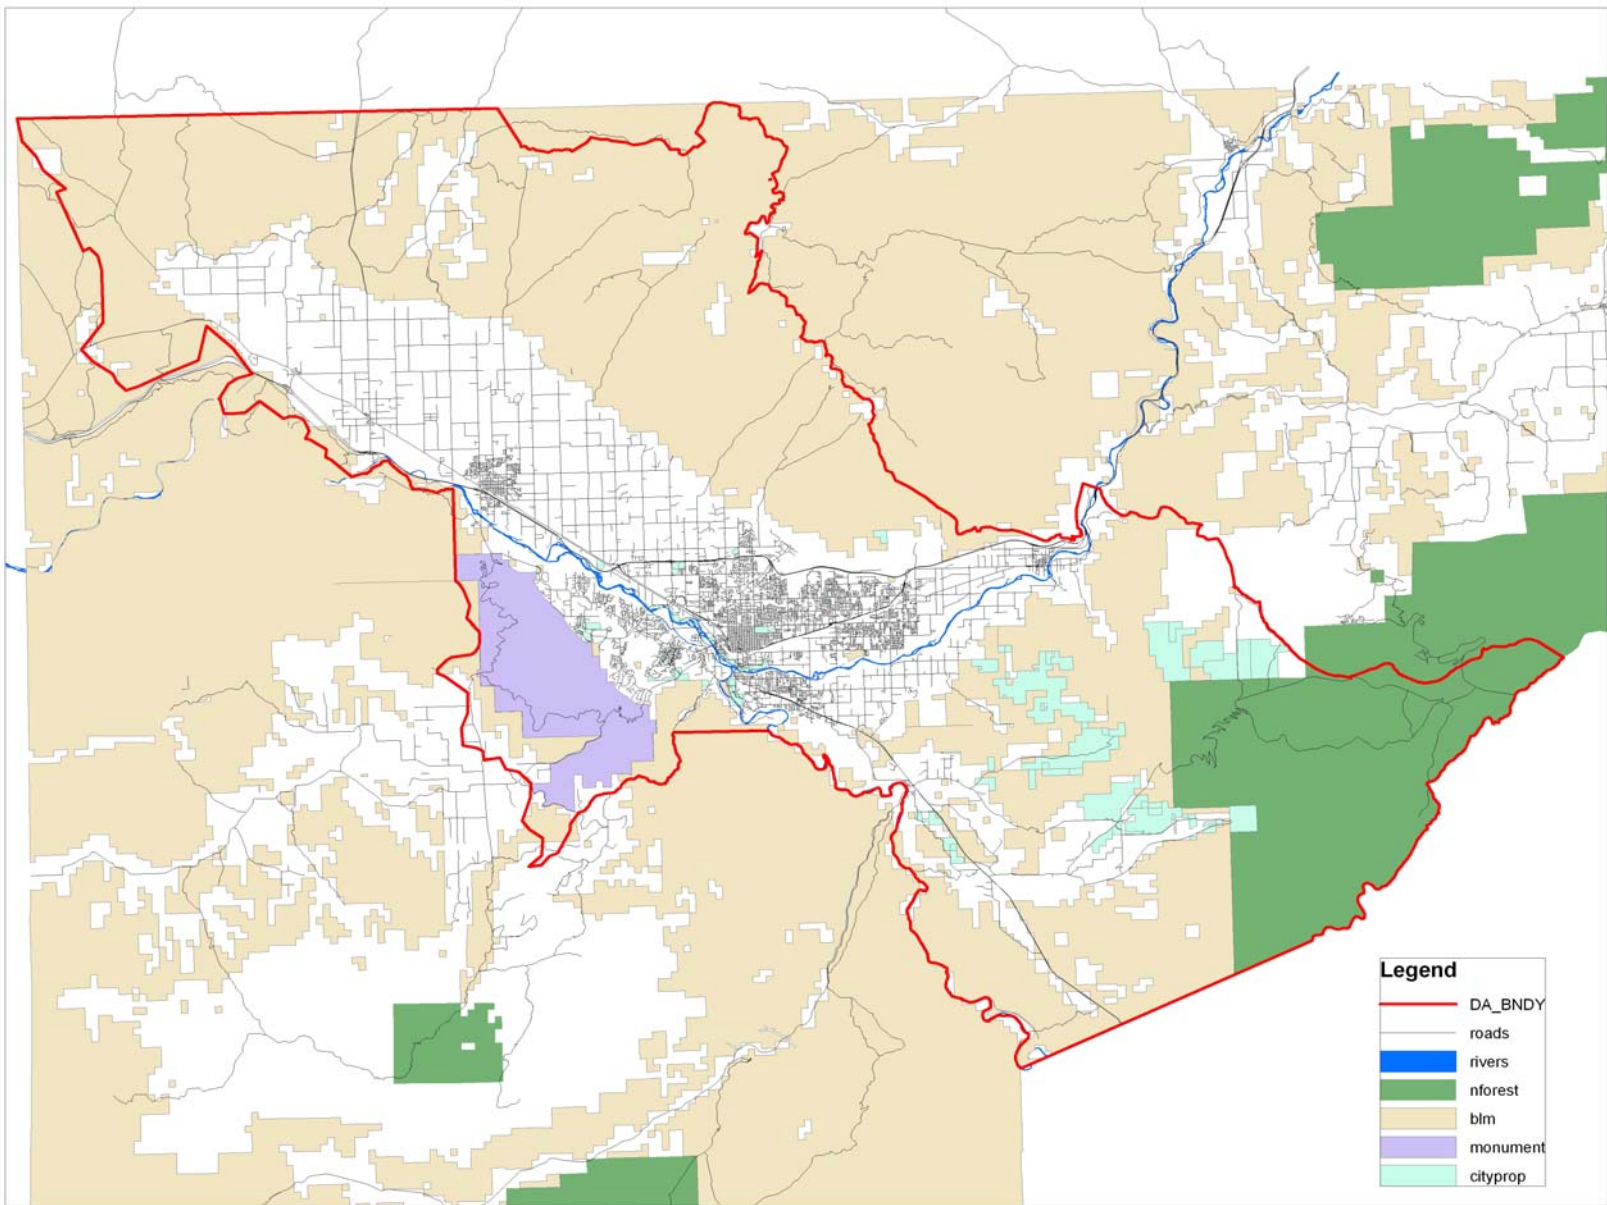 Legend
DA_BNDY
roads
rivers
nforest
blm
monument
cityprop